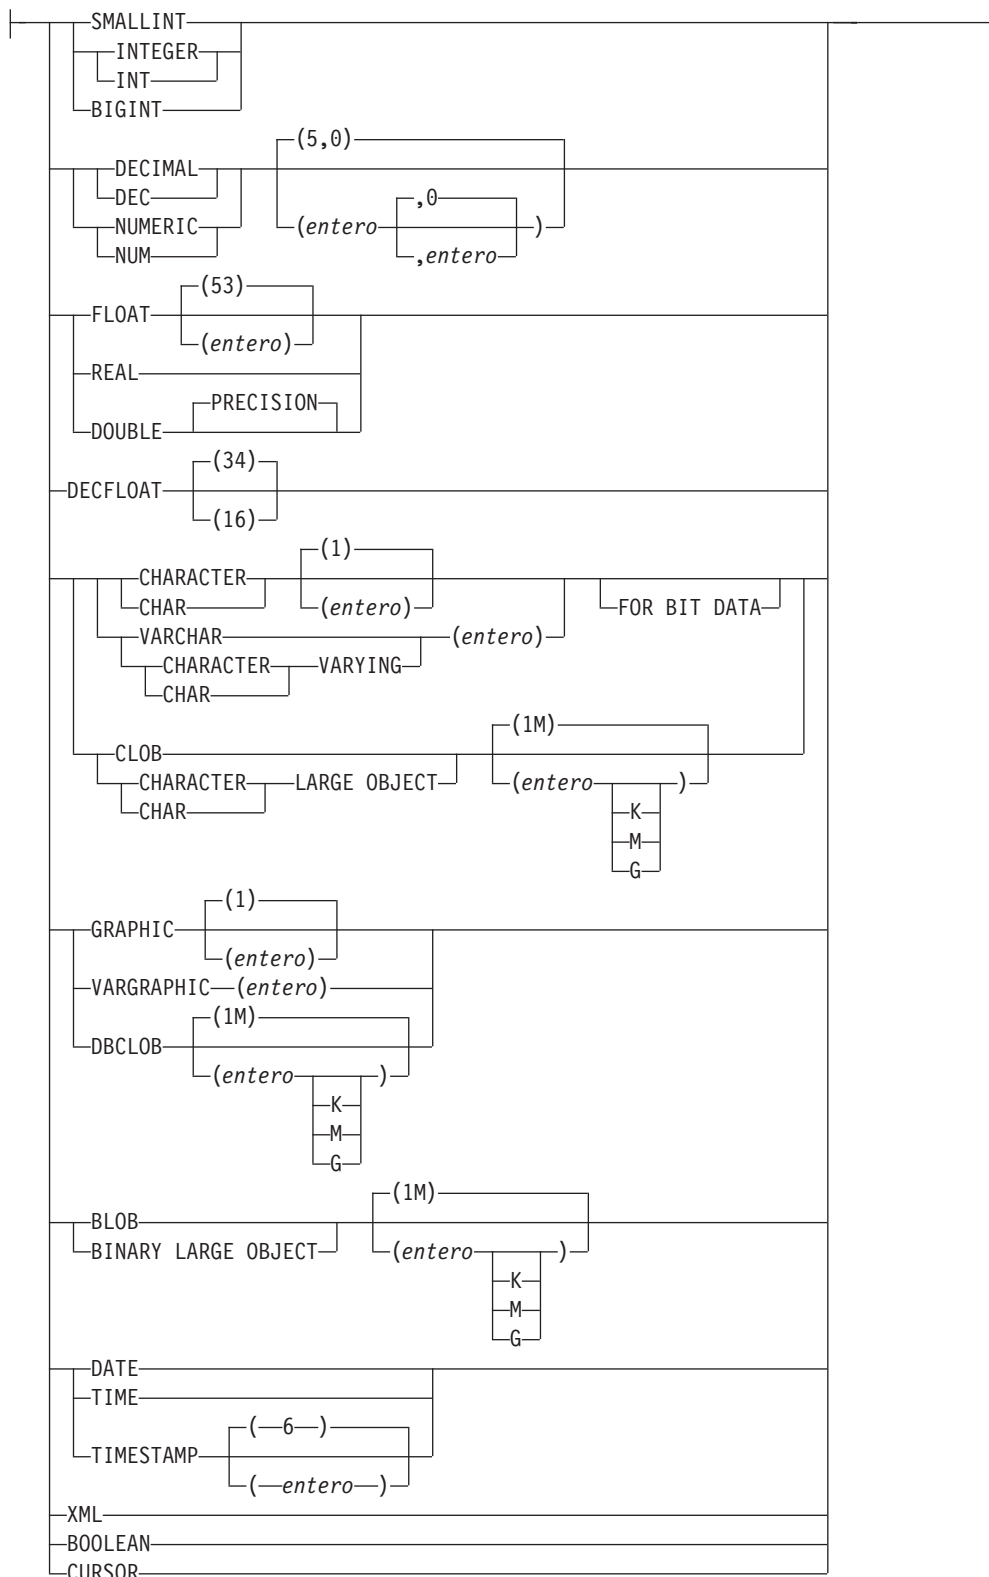 SMALLINT
INTEGER
INT
BIGINT
(5,0)
DECIMAL
DEC
,0
NUMERIC
(entero )
NUM
,entero
(53)
FLOAT
(entero)
REAL
PRECISION
DOUBLE
(34)
DECFLOAT
(16)
(1)
CHARACTER
CHAR
(entero)
FOR BIT DATA
VARCHAR
(entero)
CHARACTER VARYING
CHAR
(1M)
CLOB
CHARACTER LARGE OBJECT
(entero )
CHAR
K
M
G
(1)
GRAPHIC
(entero)
VARGRAPHIC (entero)
(1M)
DBCLOB
(entero )
K
M
G
(1M)
BLOB
BINARY LARGE OBJECT
(entero )
K
M
G
DATE
TIME
( 6 )
TIMESTAMP
( entero )
XML
BOOLEAN
CURSOR